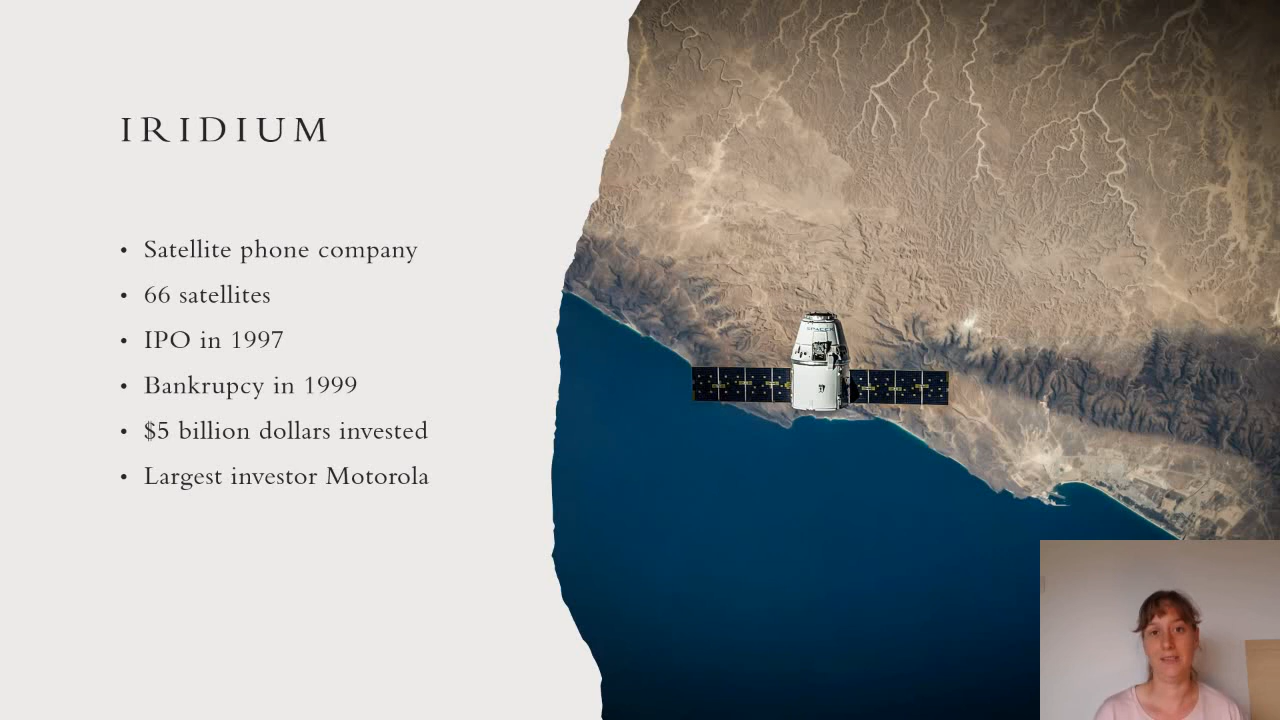 IRIDIUM
• Satellite phone company
• 66 satellites
• IPO in 1997
• Bankrupcy in 1999
• $5 billion dollars invested
• Largest investor Motorola
SPACEX